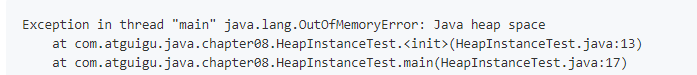 Exception in thread "main" java.lang.OutOfMemoryError: Java heap space
at com.atguigu.java.chapter08.HeapInstanceTest.<init>(HeapInstanceTest.java:13)
at com.atguigu.java.chapter08.HeapInstanceTest.main(HeapInstanceTest.java:17)